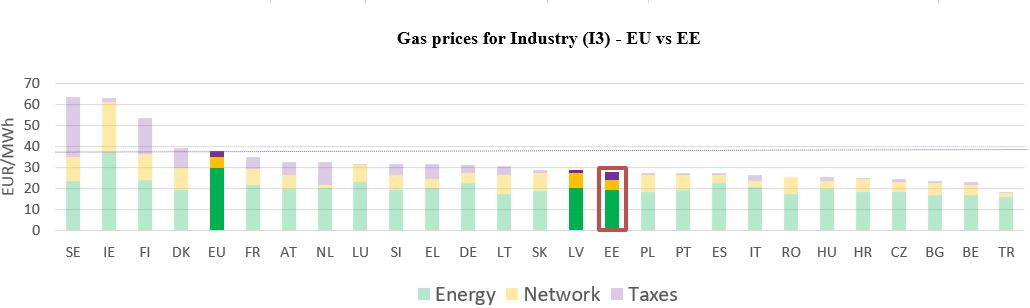 Gas prices for Industry (I3) - EU vs EE
EUR/MWh
70
60
50
40
30
20
10
0
SE IE FI DK EU FR AT NL LU SI EL DE LT SK LV EE PL PT ES IT RO HU HR CZ BG BE TR
Energy Network Taxes